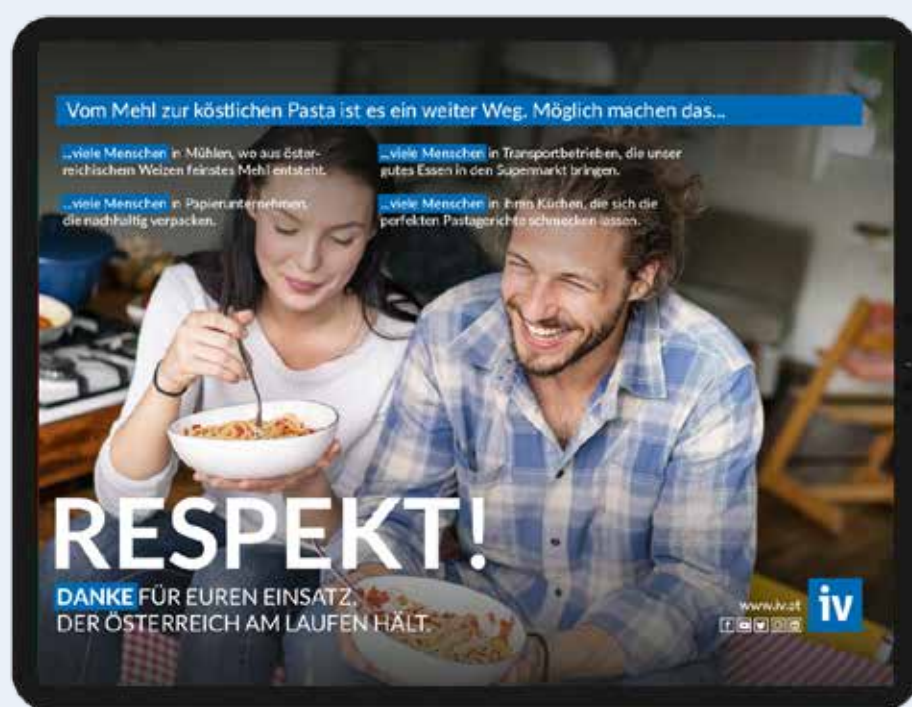 Vom Mehl zur köstlichen Pasta ist es ein weiter Weg. Möglich machen das...
...viele Menschen in Mühlen, wo aus öster-
reichischem Weizen feinstes Mehl entsteht.
...viele Menschen in Papierunternehmen,
die nachhaltig verpacken.
...viele Menschen in Transportbetrieben, die unser
gutes Essen in den Supermarkt bringen.
...viele Menschen in ihren Küchen, die sich die
perfekten Pastagerichte schmecken lassen.
RESPEKT!
DANKE FÜR EUREN EINSATZ.
DER ÖSTERREICH AM LAUFEN HÄLT.
www.iv.at
iv